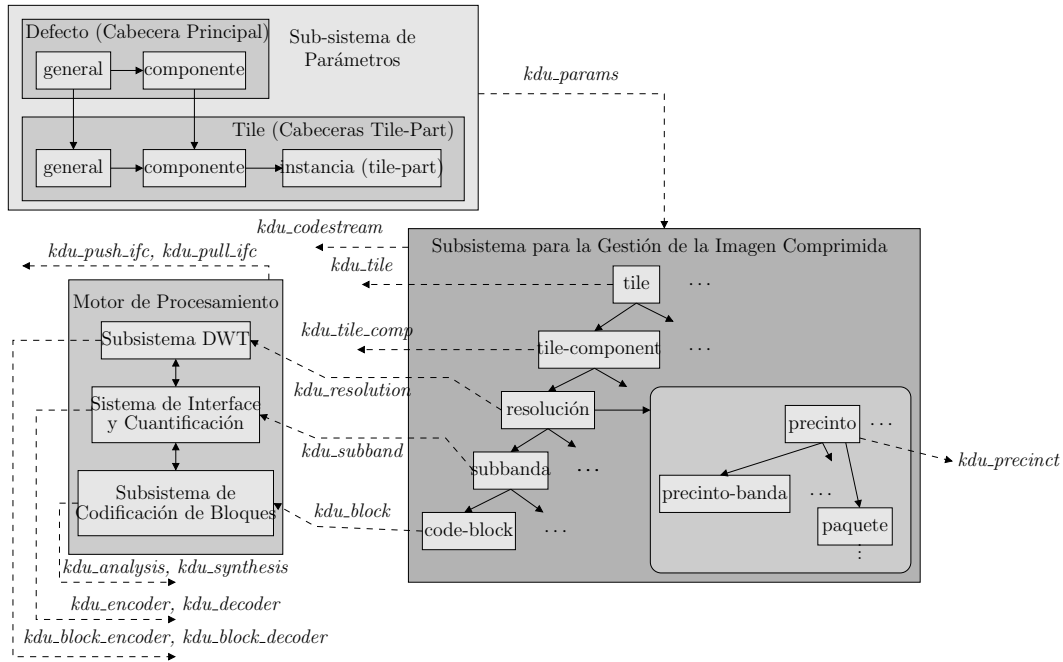 Defecto (Cabecera Principal)
Sub-sistema de
Parámetros
general
componente
kdu_params
Tile (Cabeceras Tile-Part)
general
componente
instancia (tile-part)
kdu_codestream
Subsistema para la Gestión de la Imagen Comprimida
kdu_push_ifc, kdu_pull_ifc
kdu_tile
tile
...
Motor de Procesamiento
Subsistema DWT
kdu_tile_comp
tile-component
...
kdu_resolution
resolución
Sistema de Interface
y Cuantificación
precinto
...
kdu_subband
subbanda
...
kdu_precinct
Subsistema de
Codificación de Bloques
kdu_block
code-block
...
precinto-banda
...
paquete
...
kdu_analysis, kdu_synthesis
kdu_encoder, kdu_decoder
kdu_block_encoder, kdu_block_decoder